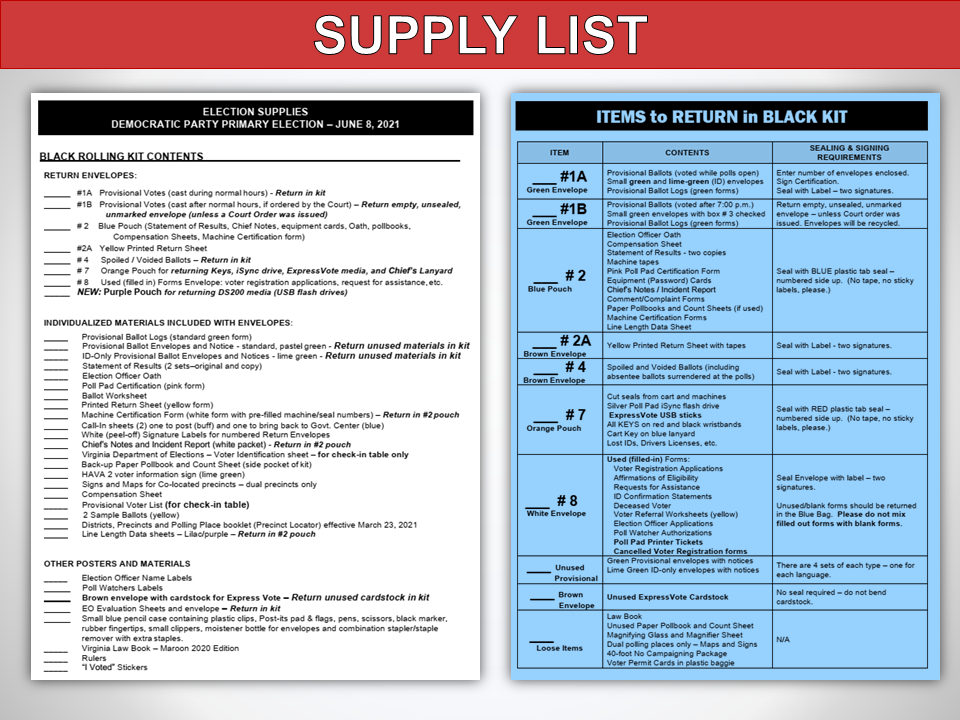 SUPPLY LIST
ELECTION SUPPLIES
DEMOCRATIC PARTY PRIMARY ELECTION – JUNE 8, 2021
BLACK ROLLING KIT CONTENTS
RETURN ENVELOPES:
_____ #1A Provisional Votes (cast during normal hours) - Return in kit
_____ #1B Provisional Votes (cast after normal hours, if ordered by the Court) – Return empty, unsealed,
unmarked envelope (unless a Court Order was issued)
_____ # 2 Blue Pouch (Statement of Results, Chief Notes, equipment cards, Oath, pollbooks,
Compensation Sheets, Machine Certification form)
_____ #2A Yellow Printed Return Sheet
_____ # 4 Spoiled / Voided Ballots – Return in kit
_____ # 7 Orange Pouch for returning Keys, iSync drive, ExpressVote media, and Chief's Lanyard
_____ # 8 Used (filled in) Forms Envelope: voter registration applications, request for assistance, etc.
_____ NEW: Purple Pouch for returning DS200 media (USB flash drives)
INDIVIDUALIZED MATERIALS INCLUDED WITH ENVELOPES:
_____ Provisional Ballot Logs (standard green form)
_____ Provisional Ballot Envelopes and Notice - standard, pastel green - Return unused materials in kit
_____ ID-Only Provisional Ballot Envelopes and Notices - lime green - Return unused materials in kit
_____ Statement of Results (2 sets–original and copy)
_____ Election Officer Oath
_____ Poll Pad Certification (pink form)
_____ Ballot Worksheet
_____ Printed Return Sheet (yellow form)
_____ Machine Certification Form (white form with pre-filled machine/seal numbers) – Return in #2 pouch
_____ Call-In sheets (2) one to post (buff) and one to bring back to Govt. Center (blue)
_____ White (peel-off) Signature Labels for numbered Return Envelopes
_____ Chief's Notes and Incident Report (white packet) - Return in #2 pouch
_____ Virginia Department of Elections – Voter Identification sheet – for check-in table only
_____ Back-up Paper Pollbook and Count Sheet (side pocket of kit)
_____ HAVA 2 voter information sign (lime green)
_____ Signs and Maps for Co-located precincts – dual precincts only
_____ Compensation Sheet
_____ Provisional Voter List (for check-in table)
_____ 2 Sample Ballots (yellow)
_____ Districts, Precincts and Polling Place booklet (Precinct Locator) effective March 23, 2021
_____ Line Length Data sheets – Lilac/purple – Return in #2 pouch
OTHER POSTERS AND MATERIALS
_____ Election Officer Name Labels
_____ Poll Watchers Labels
_____ Brown envelope with cardstock for Express Vote – Return unused cardstock in kit
_____ EO Evaluation Sheets and envelope – Return in kit
_____ Small blue pencil case containing plastic clips, Post-its pad & flags, pens, scissors, black marker,
rubber fingertips, small clippers, moistener bottle for envelopes and combination stapler/staple
remover with extra staples.
_____ Virginia Law Book – Maroon 2020 Edition
_____ Rulers
_____ "I Voted" Stickers
ITEMS to RETURN in BLACK KIT
ITEM CONTENTS SEALING & SIGNING
REQUIREMENTS
___ #1A
Green Envelope
Provisional Ballots (voted while polls open)
Small green and lime-green (ID) envelopes
Provisional Ballot Logs (green forms)
Enter number of envelopes enclosed.
Sign Certification.
Seal with Label – two signatures.
___ #1B
Green Envelope
Provisional Ballots (voted after 7:00 p.m.)
Small green envelopes with box # 3 checked
Provisional Ballot Logs (green forms)
Return empty, unsealed, unmarked
envelope – unless Court order was
issued. Envelopes will be recycled.
___ # 2
Blue Pouch
Election Officer Oath
Compensation Sheet
Statement of Results - two copies
Machine tapes
Pink Poll Pad Certification Form
Equipment (Password) Cards
Chief's Notes / Incident Report
Comment/Complaint Forms
Paper Pollbooks and Count Sheets (if used)
Machine Certification Forms
Line Length Data Sheet
Seal with BLUE plastic tab seal –
numbered side up. (No tape, no sticky
labels, please.)
___ # 2A
Brown Envelope
Yellow Printed Return Sheet with tapes
Seal with Label - two signatures.
___ # 4
Brown Envelope
Spoiled and Voided Ballots (including
absentee ballots surrendered at the polls)
Seal with Label - two signatures.
___ # 7
Orange Pouch
Cut seals from cart and machines
Silver Poll Pad iSync flash drive
ExpressVote USB sticks
All KEYS on red and black wristbands
Cart Key on blue lanyard
Lost IDs, Drivers Licenses, etc.
Seal with RED plastic tab seal –
numbered side up. (No tape, no sticky
labels, please.)
___ # 8
White Envelope
Used (filled-in) Forms:
Voter Registration Applications
Affirmations of Eligibility
Requests for Assistance
ID Confirmation Statements
Deceased Voter
Voter Referral Worksheets (yellow)
Election Officer Applications
Poll Watcher Authorizations
Poll Pad Printer Tickets
Cancelled Voter Registration forms
Seal Envelope with label – two
signatures.
Unused/blank forms should be returned
in the Blue Bag. Please do not mix
filled out forms with blank forms.
____ Unused
Provisional
Green Provisional envelopes with notices
Lime Green ID-only envelopes with notices
There are 4 sets of each type – one for
each language.
____ Brown
Envelope
Unused ExpressVote Cardstock
No seal required – do not bend
cardstock.
____
Loose Items
Law Book
Unused Paper Pollbook and Count Sheet
Magnifying Glass and Magnifier Sheet
Dual polling places only – Maps and Signs
40-foot No Campaigning Package
Voter Permit Cards in plastic baggie
N/A